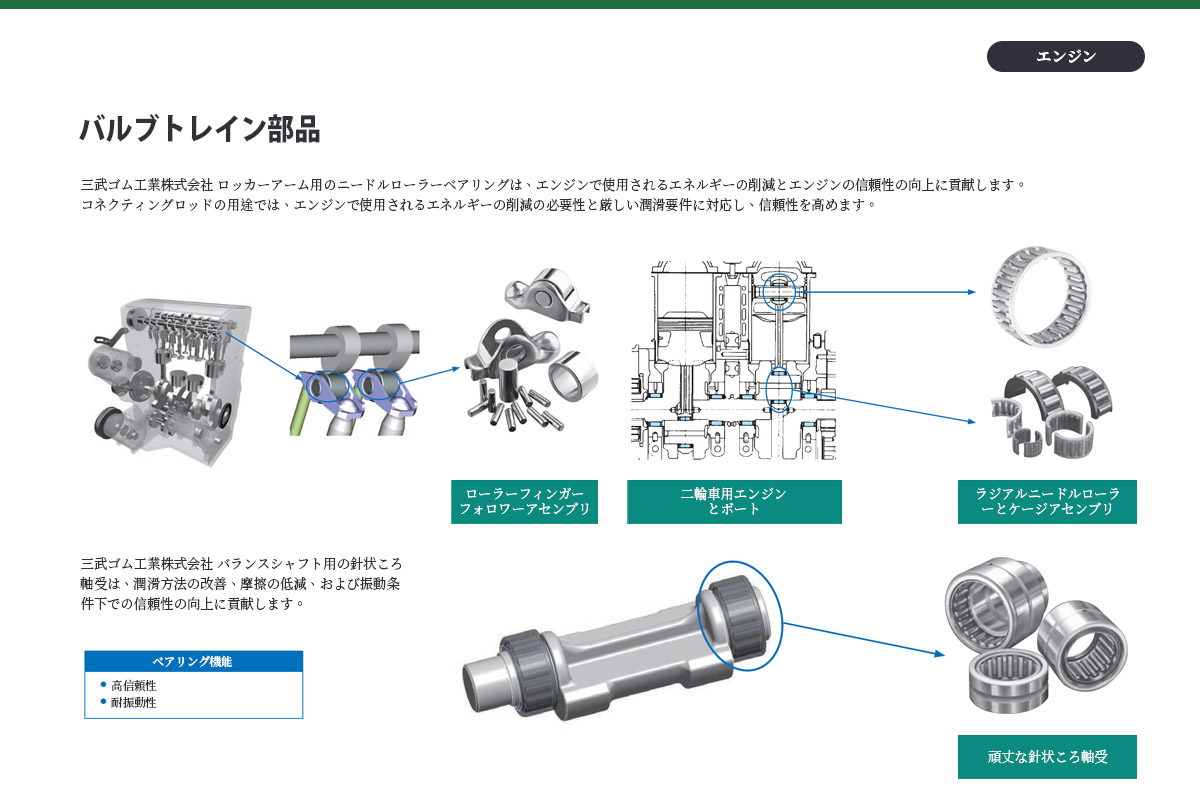 エンジン
バルブトレイン部品
三武ゴム工業株式会社 ロッカーアーム用のニードルローラーベアリングは、エンジンで使用されるエネルギーの削減とエンジンの信頼性の向上に貢献します。
コネクティングロッドの用途では、エンジンで使用されるエネルギーの削減の必要性と厳しい潤滑要件に対応し、信頼性を高めます。
ローラーフィンガー
フォロワーアセンブリ
二輪車用エンジン
とボート
ラジアルニードルローラ
ーとケージアセンブリ
三武ゴム工業株式会社 バランスシャフト用の針状ころ
軸受は、潤滑方法の改善、摩擦の低減、および振動条
件下での信頼性の向上に貢献します。
ベアリング機能
● 高信頼性
● 耐振動性
頑丈な針状ころ軸受